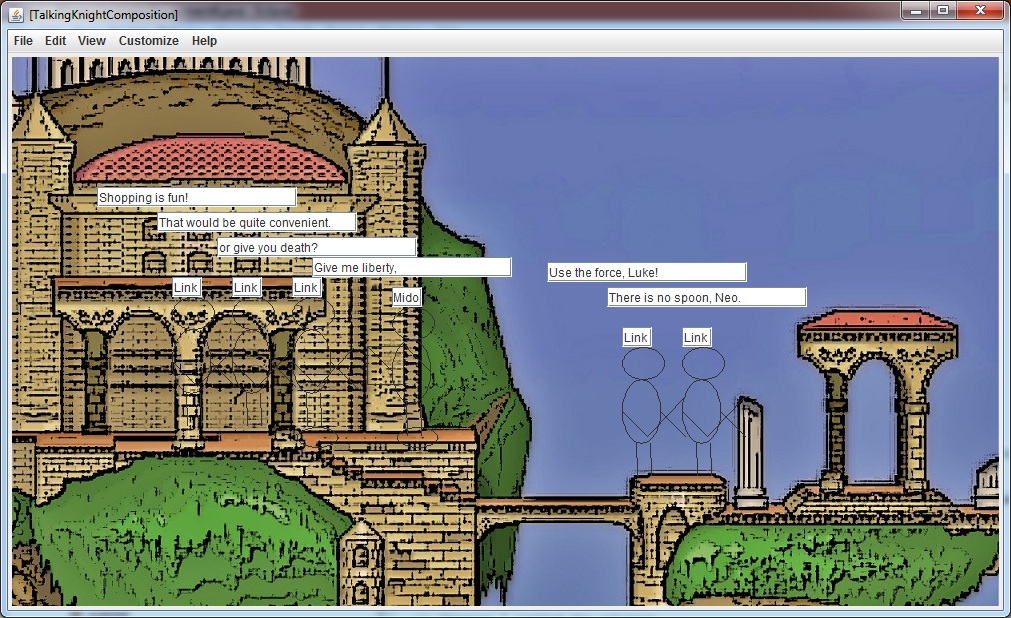 [TalkingKnightComposition]
File Edit View Customize Help
Shopping is fun!
That would be quite convenient.
or give you death?
Give me liberty,
Use the force, Luke!
Link Link Link
Mido
There is no spoon, Neo.
Link Link